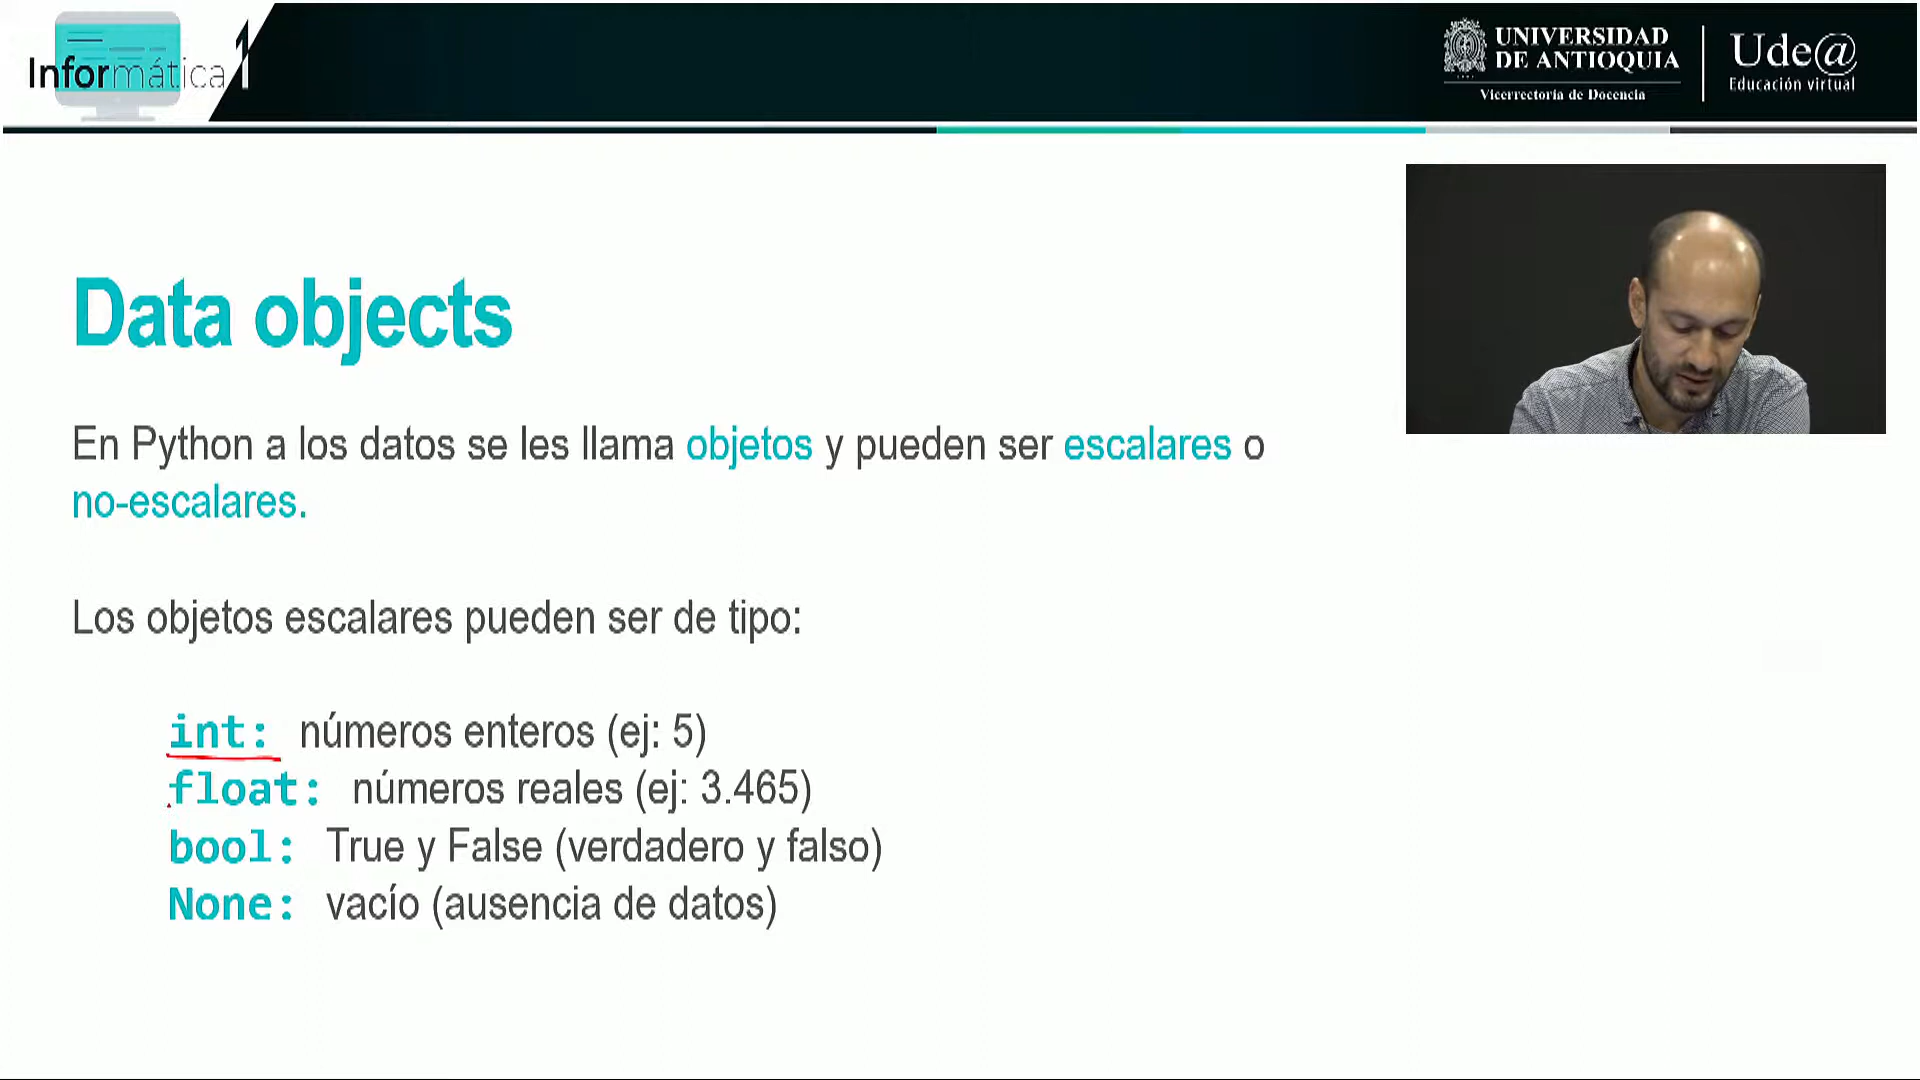 Informática 1
UNIVERSIDAD
DE ANTIOQUIA
Vicerrectoría de Docencia
Ude@
Educación virtual
Data objects
En Python a los datos se les llama objetos y pueden ser escalares o
no-escalares.
Los objetos escalares pueden ser de tipo:
int: números enteros (ej: 5)
float: números reales (ej: 3.465)
bool: True y False (verdadero y falso)
None: vacío (ausencia de datos)